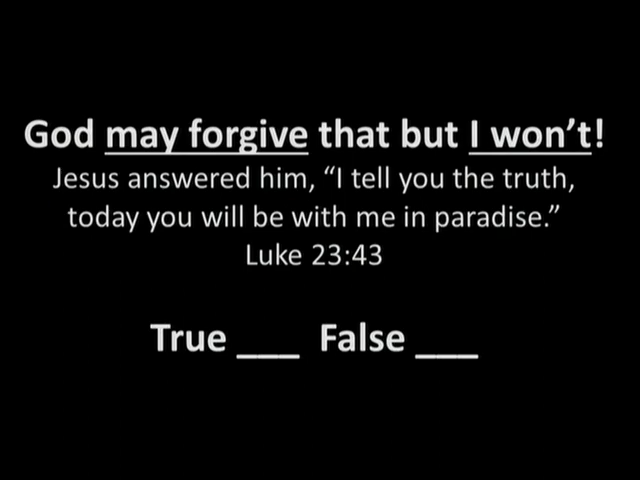 God may forgive that but I won't!
Jesus answered him, “I tell you the truth,
today you will be with me in paradise.”
Luke 23:43
True ___ False ___